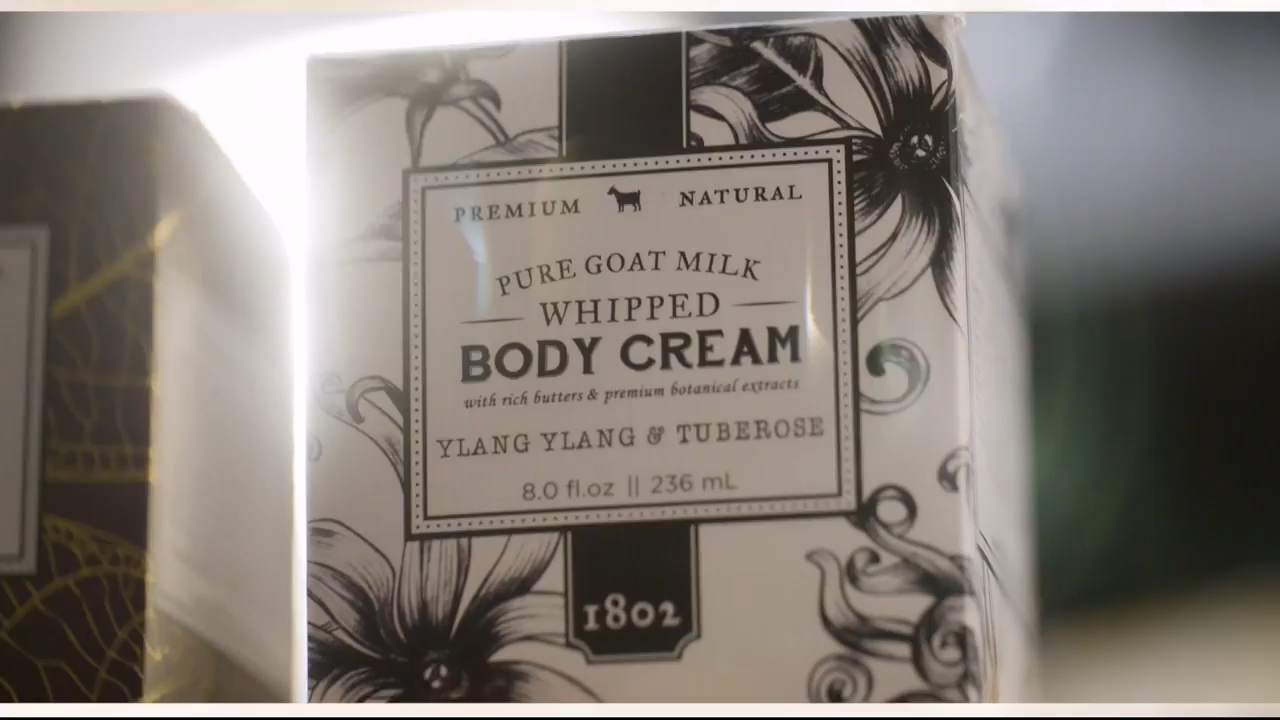 PREMIUM NATURAL
PURE GOAT MILK
WHIPPED
BODY CREAM
with rich butters & premium botanical extracts
YLANG YLANG & TUBEROSE
8.0 fl.oz || 236 mL
1802